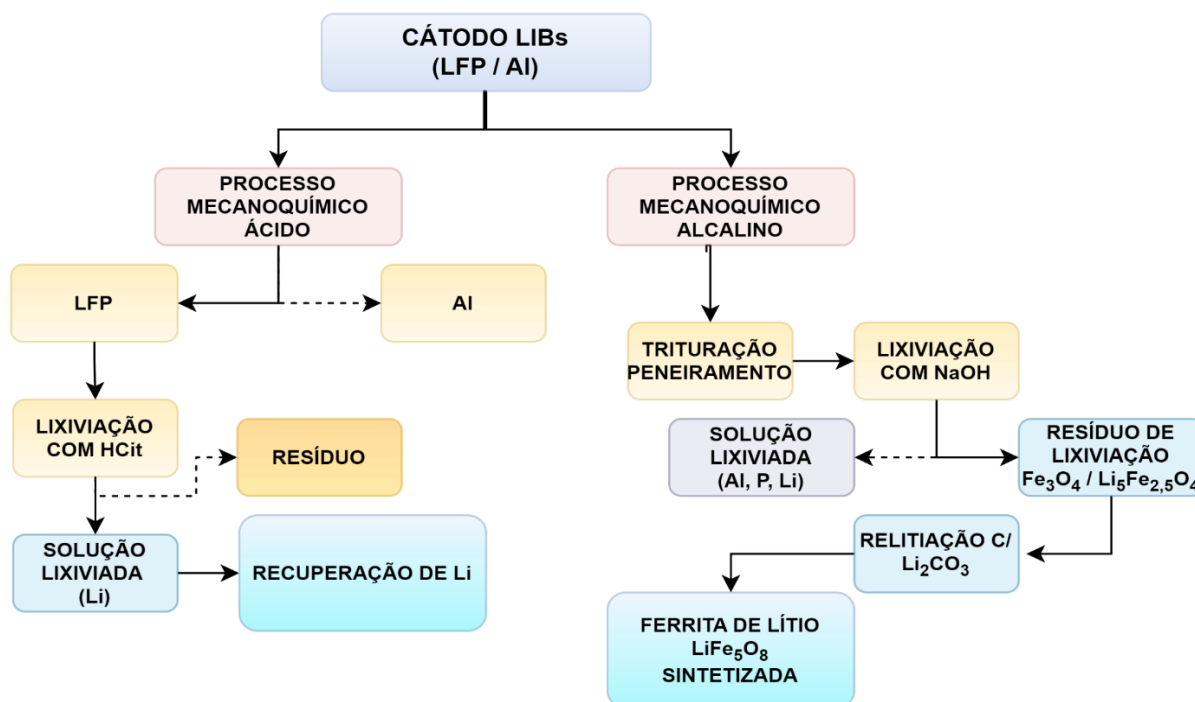 CÁTODO LIBs
(LFP / Al)
PROCESSO
MECANOQUÍMICO
ÁCIDO
PROCESSO
MECANOQUÍMICO
ALCALINO
LFP
Al
TRITURAÇÃO
PENEIRAMENTO
LIXIVIAÇÃO
COM NaOH
LIXIVIAÇÃO
COM HCit
RESÍDUO
SOLUÇÃO
LIXIVIADA
(Al, P, Li)
RESÍDUO DE
LIXIVIAÇÃO
Fe₃O₄ / Li₅Fe₂,₅O₄
SOLUÇÃO
LIXIVIADA
(Li)
RECUPERAÇÃO DE Li
RELITIAÇÃO C/
Li₂CO₃
FERRITA DE LÍTIO
LiFe₅O₈
SINTETIZADA